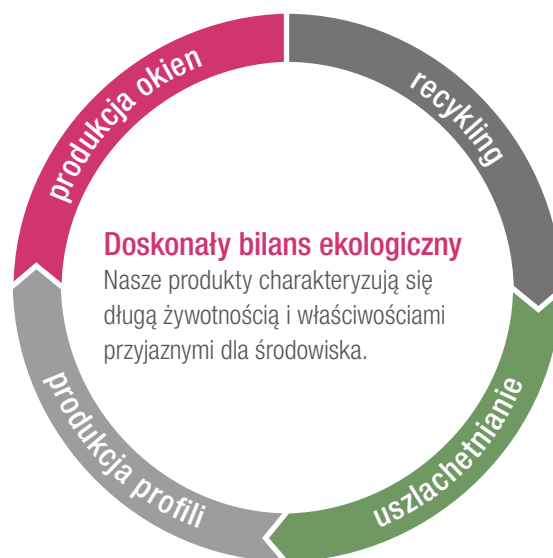 produkcja okien
recykling
Doskonały bilans ekologiczny
Nasze produkty charakteryzują się
długą żywotnością i właściwościami
przyjaznymi dla środowiska.
produkcja profili
uszlachetnianie